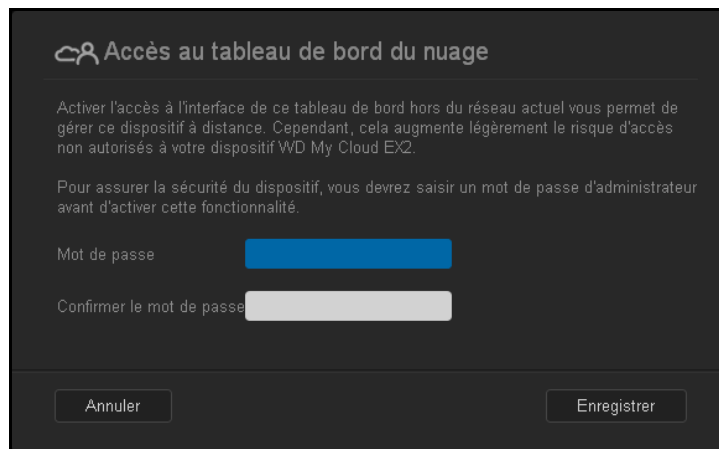 Accès au tableau de bord du nuage
Activer l'accès à l'interface de ce tableau de bord hors du réseau actuel vous permet de
gérer ce dispositif à distance. Cependant, cela augmente légèrement le risque d'accès
non autorisés à votre dispositif WD My Cloud EX2.
Pour assurer la sécurité du dispositif, vous devrez saisir un mot de passe d'administrateur
avant d'activer cette fonctionnalité.
Mot de passe
Confirmer le mot de passe
Annuler
Enregistrer